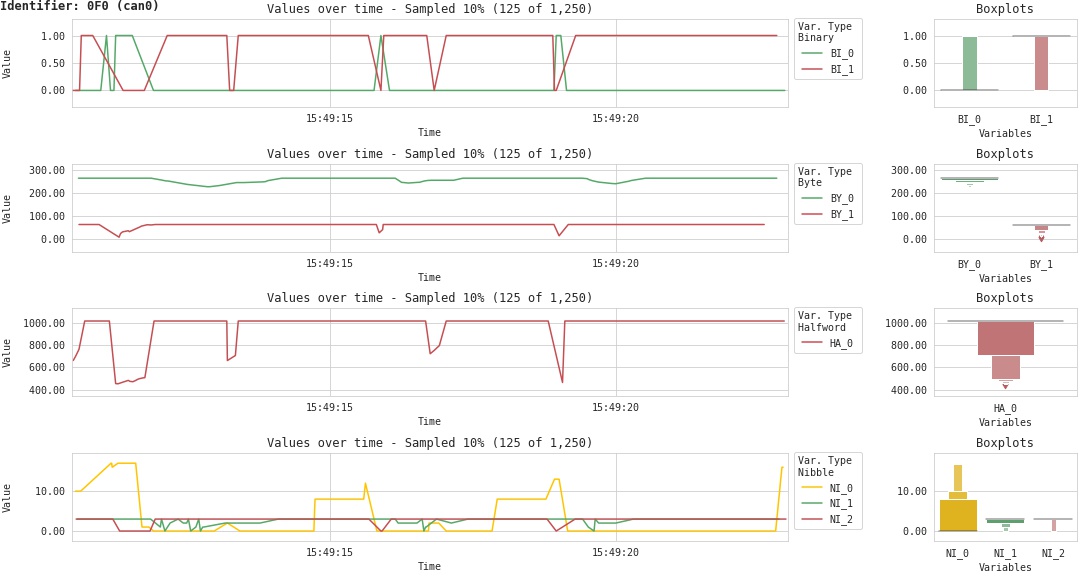 Identifier: 0F0 (can0)
Values over time - Sampled 10% (125 of 1,250)
Boxplots
Value
1.00
0.50
0.00
15:49:15
15:49:20
Time
Var. Type
Binary
BI_0
BI_1
1.00
0.50
0.00
BI_0
BI_1
Variables
Values over time - Sampled 10% (125 of 1,250)
Boxplots
Value
300.00
200.00
100.00
0.00
15:49:15
15:49:20
Time
Var. Type
Byte
BY_0
BY_1
300.00
200.00
100.00
0.00
BY_0
BY_1
Variables
Values over time - Sampled 10% (125 of 1,250)
Boxplots
Value
1000.00
800.00
600.00
400.00
15:49:15
15:49:20
Time
Var. Type
Halfword
HA_0
1000.00
800.00
600.00
400.00
HA_0
Variables
Values over time - Sampled 10% (125 of 1,250)
Boxplots
Value
10.00
0.00
15:49:15
15:49:20
Time
Var. Type
Nibble
NI_0
NI_1
NI_2
10.00
0.00
NI_0
NI_1
NI_2
Variables